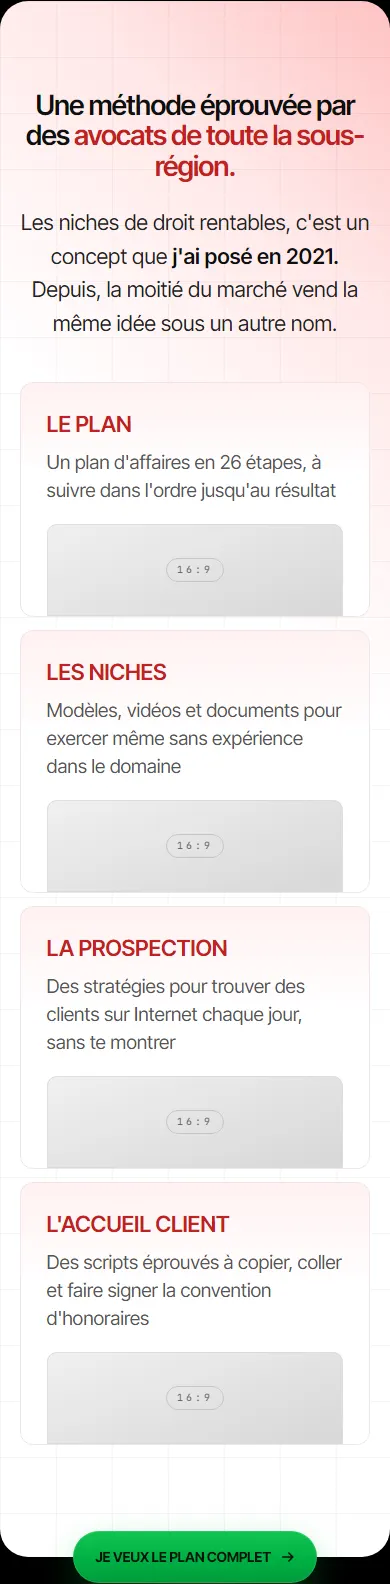 Une méthode éprouvée par
des avocats de toute la sous-
région.
Les niches de droit rentables, c'est un
concept que j'ai posé en 2021.
Depuis, la moitié du marché vend la
même idée sous un autre nom.
LE PLAN
Un plan d'affaires en 26 étapes, à
suivre dans l'ordre jusqu'au résultat
16:9
LES NICHES
Modèles, vidéos et documents pour
exercer même sans expérience
dans le domaine
16:9
LA PROSPECTION
Des stratégies pour trouver des
clients sur Internet chaque jour,
sans te montrer
16:9
L'ACCUEIL CLIENT
Des scripts éprouvés à copier, coller
et faire signer la convention
d'honoraires
16:9
JE VEUX LE PLAN COMPLET →